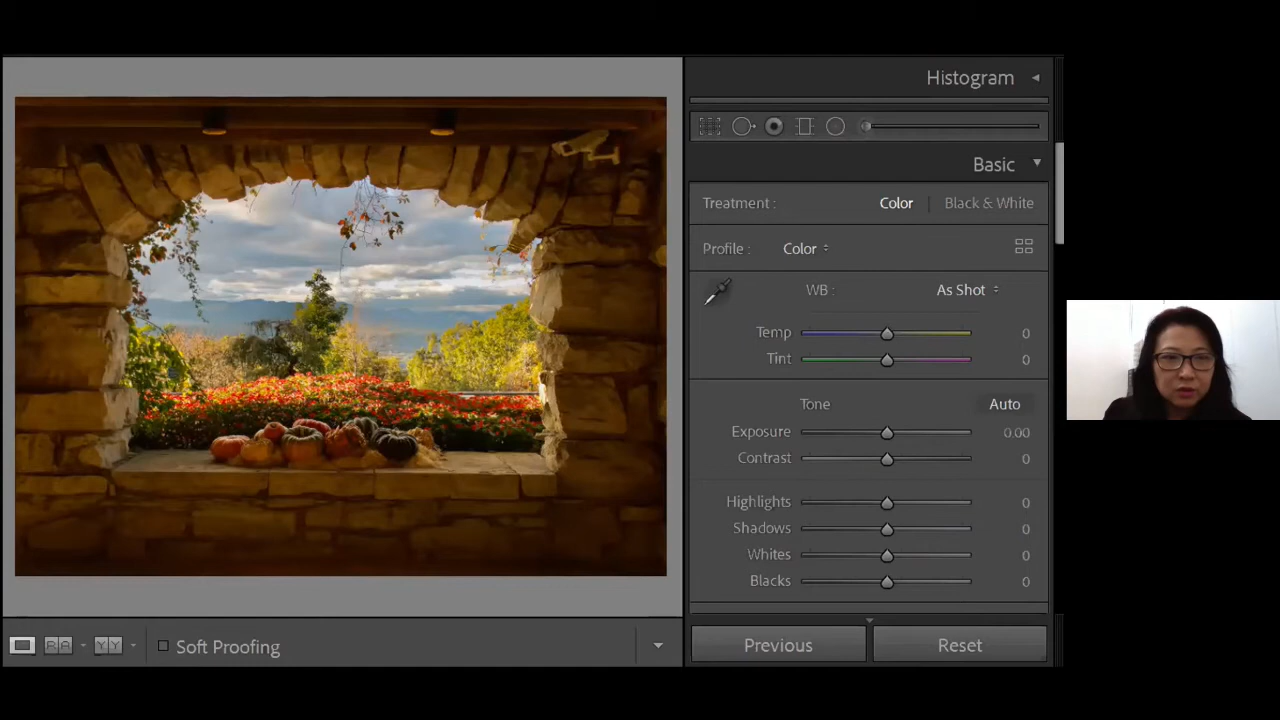 Histogram
Basic
Treatment : Color Black & White
Profile : Color
WB : As Shot
Temp 0
Tint 0
Tone Auto
Exposure 0.00
Contrast 0
Highlights 0
Shadows 0
Whites 0
Blacks 0
Previous Reset
R A Y Y Soft Proofing